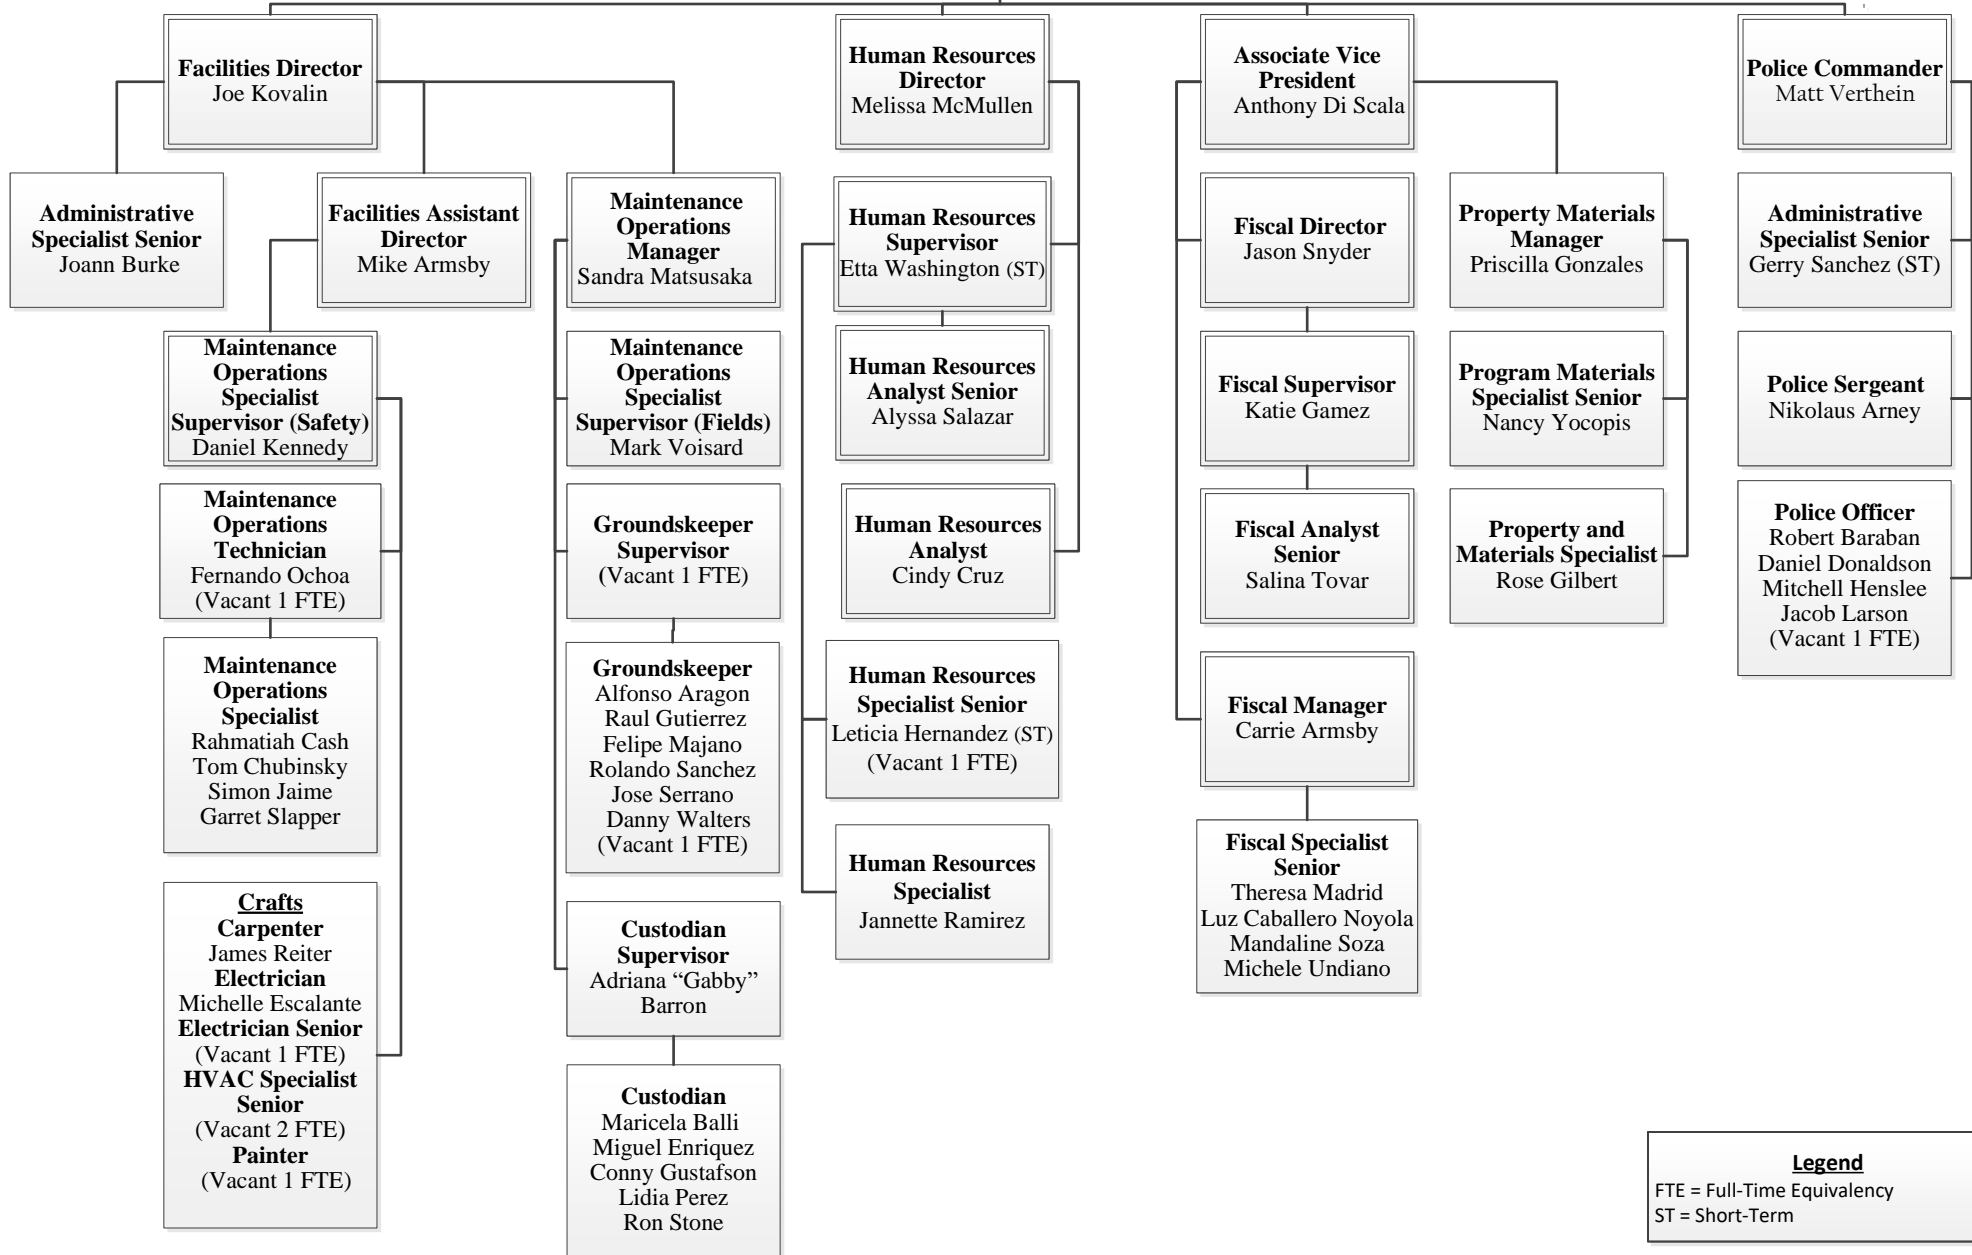 Facilities Director
Joe Kovalin
Human Resources
Director
Melissa McMullen
Associate Vice
President
Anthony Di Scala
Police Commander
Matt Verthein
Administrative
Specialist Senior
Joann Burke
Facilities Assistant
Director
Mike Armsby
Maintenance
Operations
Manager
Sandra Matsusaka
Human Resources
Supervisor
Etta Washington (ST)
Fiscal Director
Jason Snyder
Property Materials
Manager
Priscilla Gonzales
Administrative
Specialist Senior
Gerry Sanchez (ST)
Maintenance
Operations
Specialist
Supervisor (Safety)
Daniel Kennedy
Maintenance
Operations
Specialist
Supervisor (Fields)
Mark Voisard
Human Resources
Analyst Senior
Alyssa Salazar
Fiscal Supervisor
Katie Gamez
Program Materials
Specialist Senior
Nancy Yocopis
Police Sergeant
Nikolaus Arney
Maintenance
Operations
Technician
Fernando Ochoa
(Vacant 1 FTE)
Groundskeeper
Supervisor
(Vacant 1 FTE)
Human Resources
Analyst
Cindy Cruz
Fiscal Analyst
Senior
Salina Tovar
Property and
Materials Specialist
Rose Gilbert
Police Officer
Robert Baraban
Daniel Donaldson
Mitchell Henslee
Jacob Larson
(Vacant 1 FTE)
Maintenance
Operations
Specialist
Rahmatiah Cash
Tom Chubinsky
Simon Jaime
Garret Slapper
Groundskeeper
Alfonso Aragon
Raul Gutierrez
Felipe Majano
Rolando Sanchez
Jose Serrano
Danny Walters
(Vacant 1 FTE)
Human Resources
Specialist Senior
Leticia Hernandez (ST)
(Vacant 1 FTE)
Fiscal Manager
Carrie Armsby
Human Resources
Specialist
Jannette Ramirez
Fiscal Specialist
Senior
Theresa Madrid
Luz Caballero Noyola
Mandaline Soza
Michele Undiano
Crafts
Carpenter
James Reiter
Electrician
Michelle Escalante
Electrician Senior
(Vacant 1 FTE)
HVAC Specialist
Senior
(Vacant 2 FTE)
Painter
(Vacant 1 FTE)
Custodian
Supervisor
Adriana “Gabby”
Barron
Custodian
Maricela Balli
Miguel Enriquez
Conny Gustafson
Lidia Perez
Ron Stone
Legend
FTE = Full-Time Equivalency
ST = Short-Term